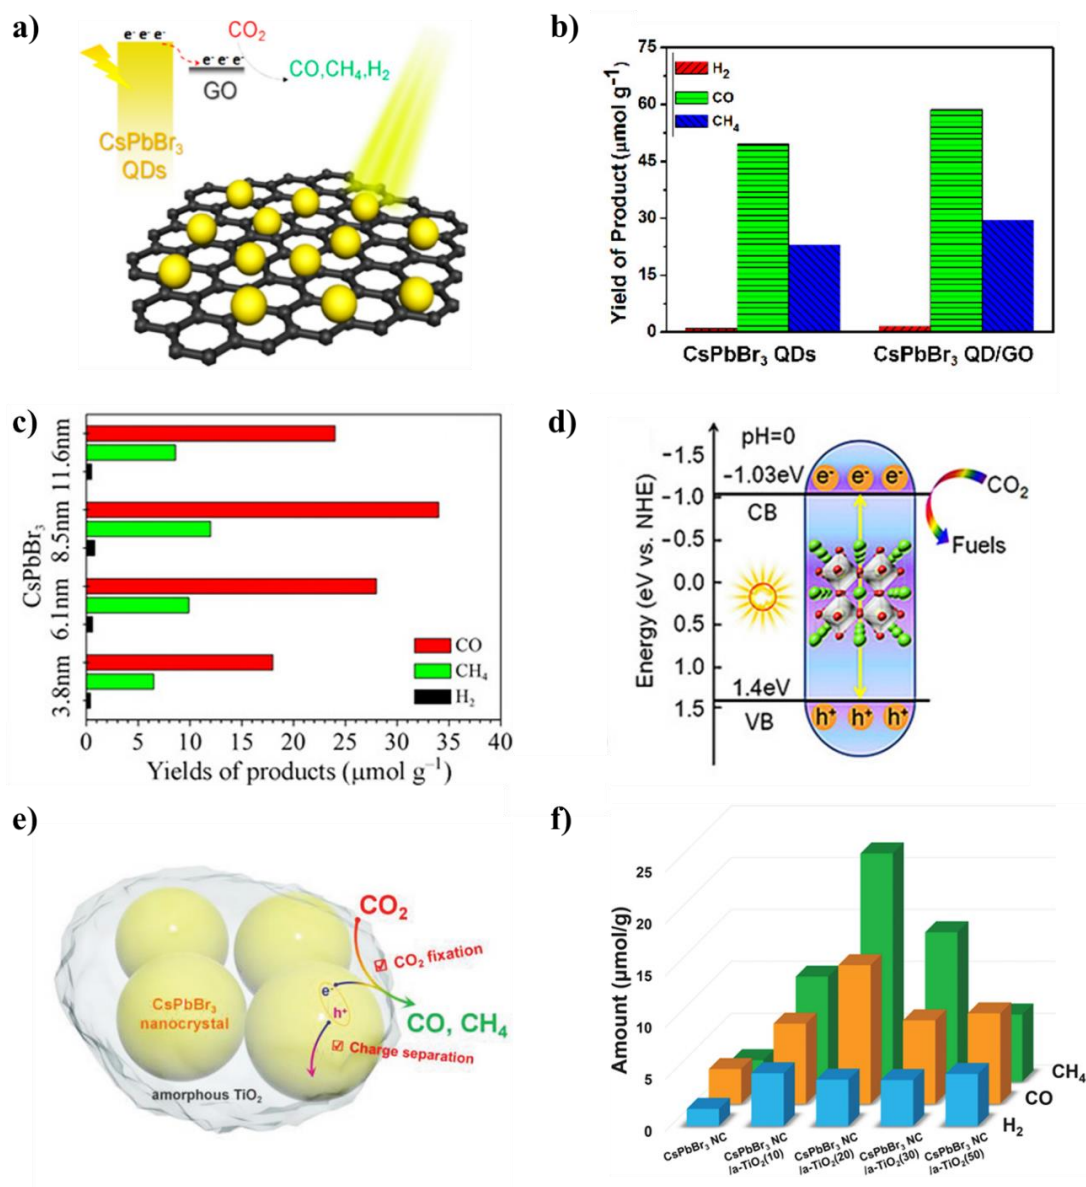 a)
e⁻ e⁻ e⁻
CO₂
e⁻ e⁻ e⁻
GO
CO,CH₄,H₂
CsPbBr₃
QDs
b)
Yield of Product (μmol g⁻¹)
75
60
45
30
15
0
H₂
CO
CH₄
CsPbBr₃ QDs
CsPbBr₃ QD/GO
c)
CsPbBr₃
11.6nm
8.5nm
6.1nm
3.8nm
CO
CH₄
H₂
0 5 10 15 20 25 30 35 40
Yields of products (μmol g⁻¹)
d)
Energy (eV vs. NHE)
pH=0
−1.5
−1.0
−0.5
0.0
0.5
1.0
1.5
−1.03eV
CB
e⁻ e⁻ e⁻
CO₂
Fuels
1.4eV
VB
h⁺ h⁺ h⁺
e)
CO₂
☑ CO₂ fixation
e⁻
h⁺
CO, CH₄
☑ Charge separation
CsPbBr₃
nanocrystal
amorphous TiO₂
f)
Amount (μmol/g)
25
20
15
10
5
0
CH₄
CO
H₂
CsPbBr₃ NC
CsPbBr₃ NC
/a-TiO₂(10)
CsPbBr₃ NC
/a-TiO₂(20)
CsPbBr₃ NC
/a-TiO₂(30)
CsPbBr₃ NC
/a-TiO₂(50)